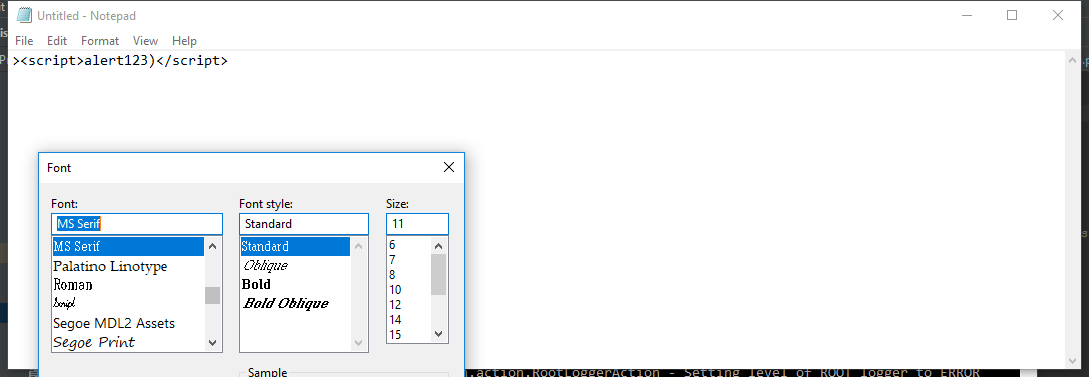 Untitled - Notepad
File Edit Format View Help
><script>alert123)</script>
Font
Font: Font style: Size:
MS Serif Standard 11
MS Serif Standard 6
Palatino Linotype Oblique 7
Roman Bold 8
Script Bold Oblique 10
Segoe MDL2 Assets 12
Segoe Print 14
15
Sample
.action.RootLoggerAction - Setting level of ROOT logger to ERROR